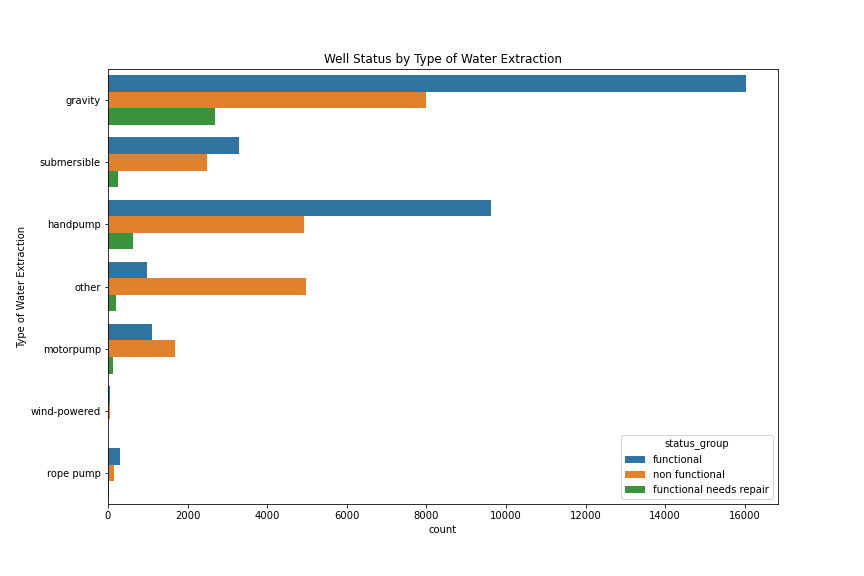 Well Status by Type of Water Extraction
Type of Water Extraction
gravity
submersible
handpump
other
motorpump
wind-powered
rope pump
status_group
functional
non functional
functional needs repair
0 2000 4000 6000 8000 10000 12000 14000 16000
count